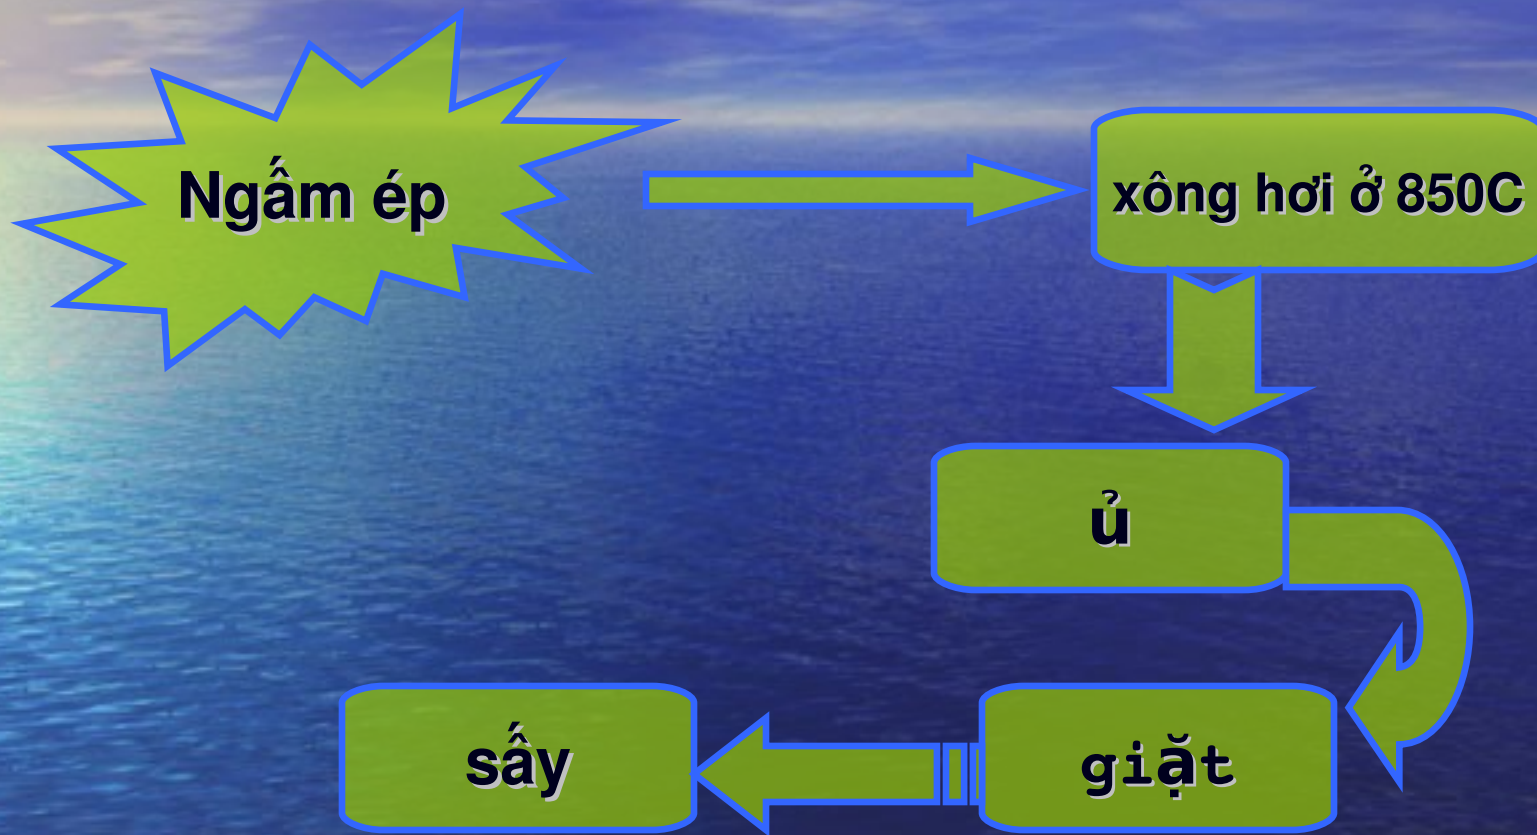 Ngấm ép
xông hơi ở 850C
ủ
giặt
sấy